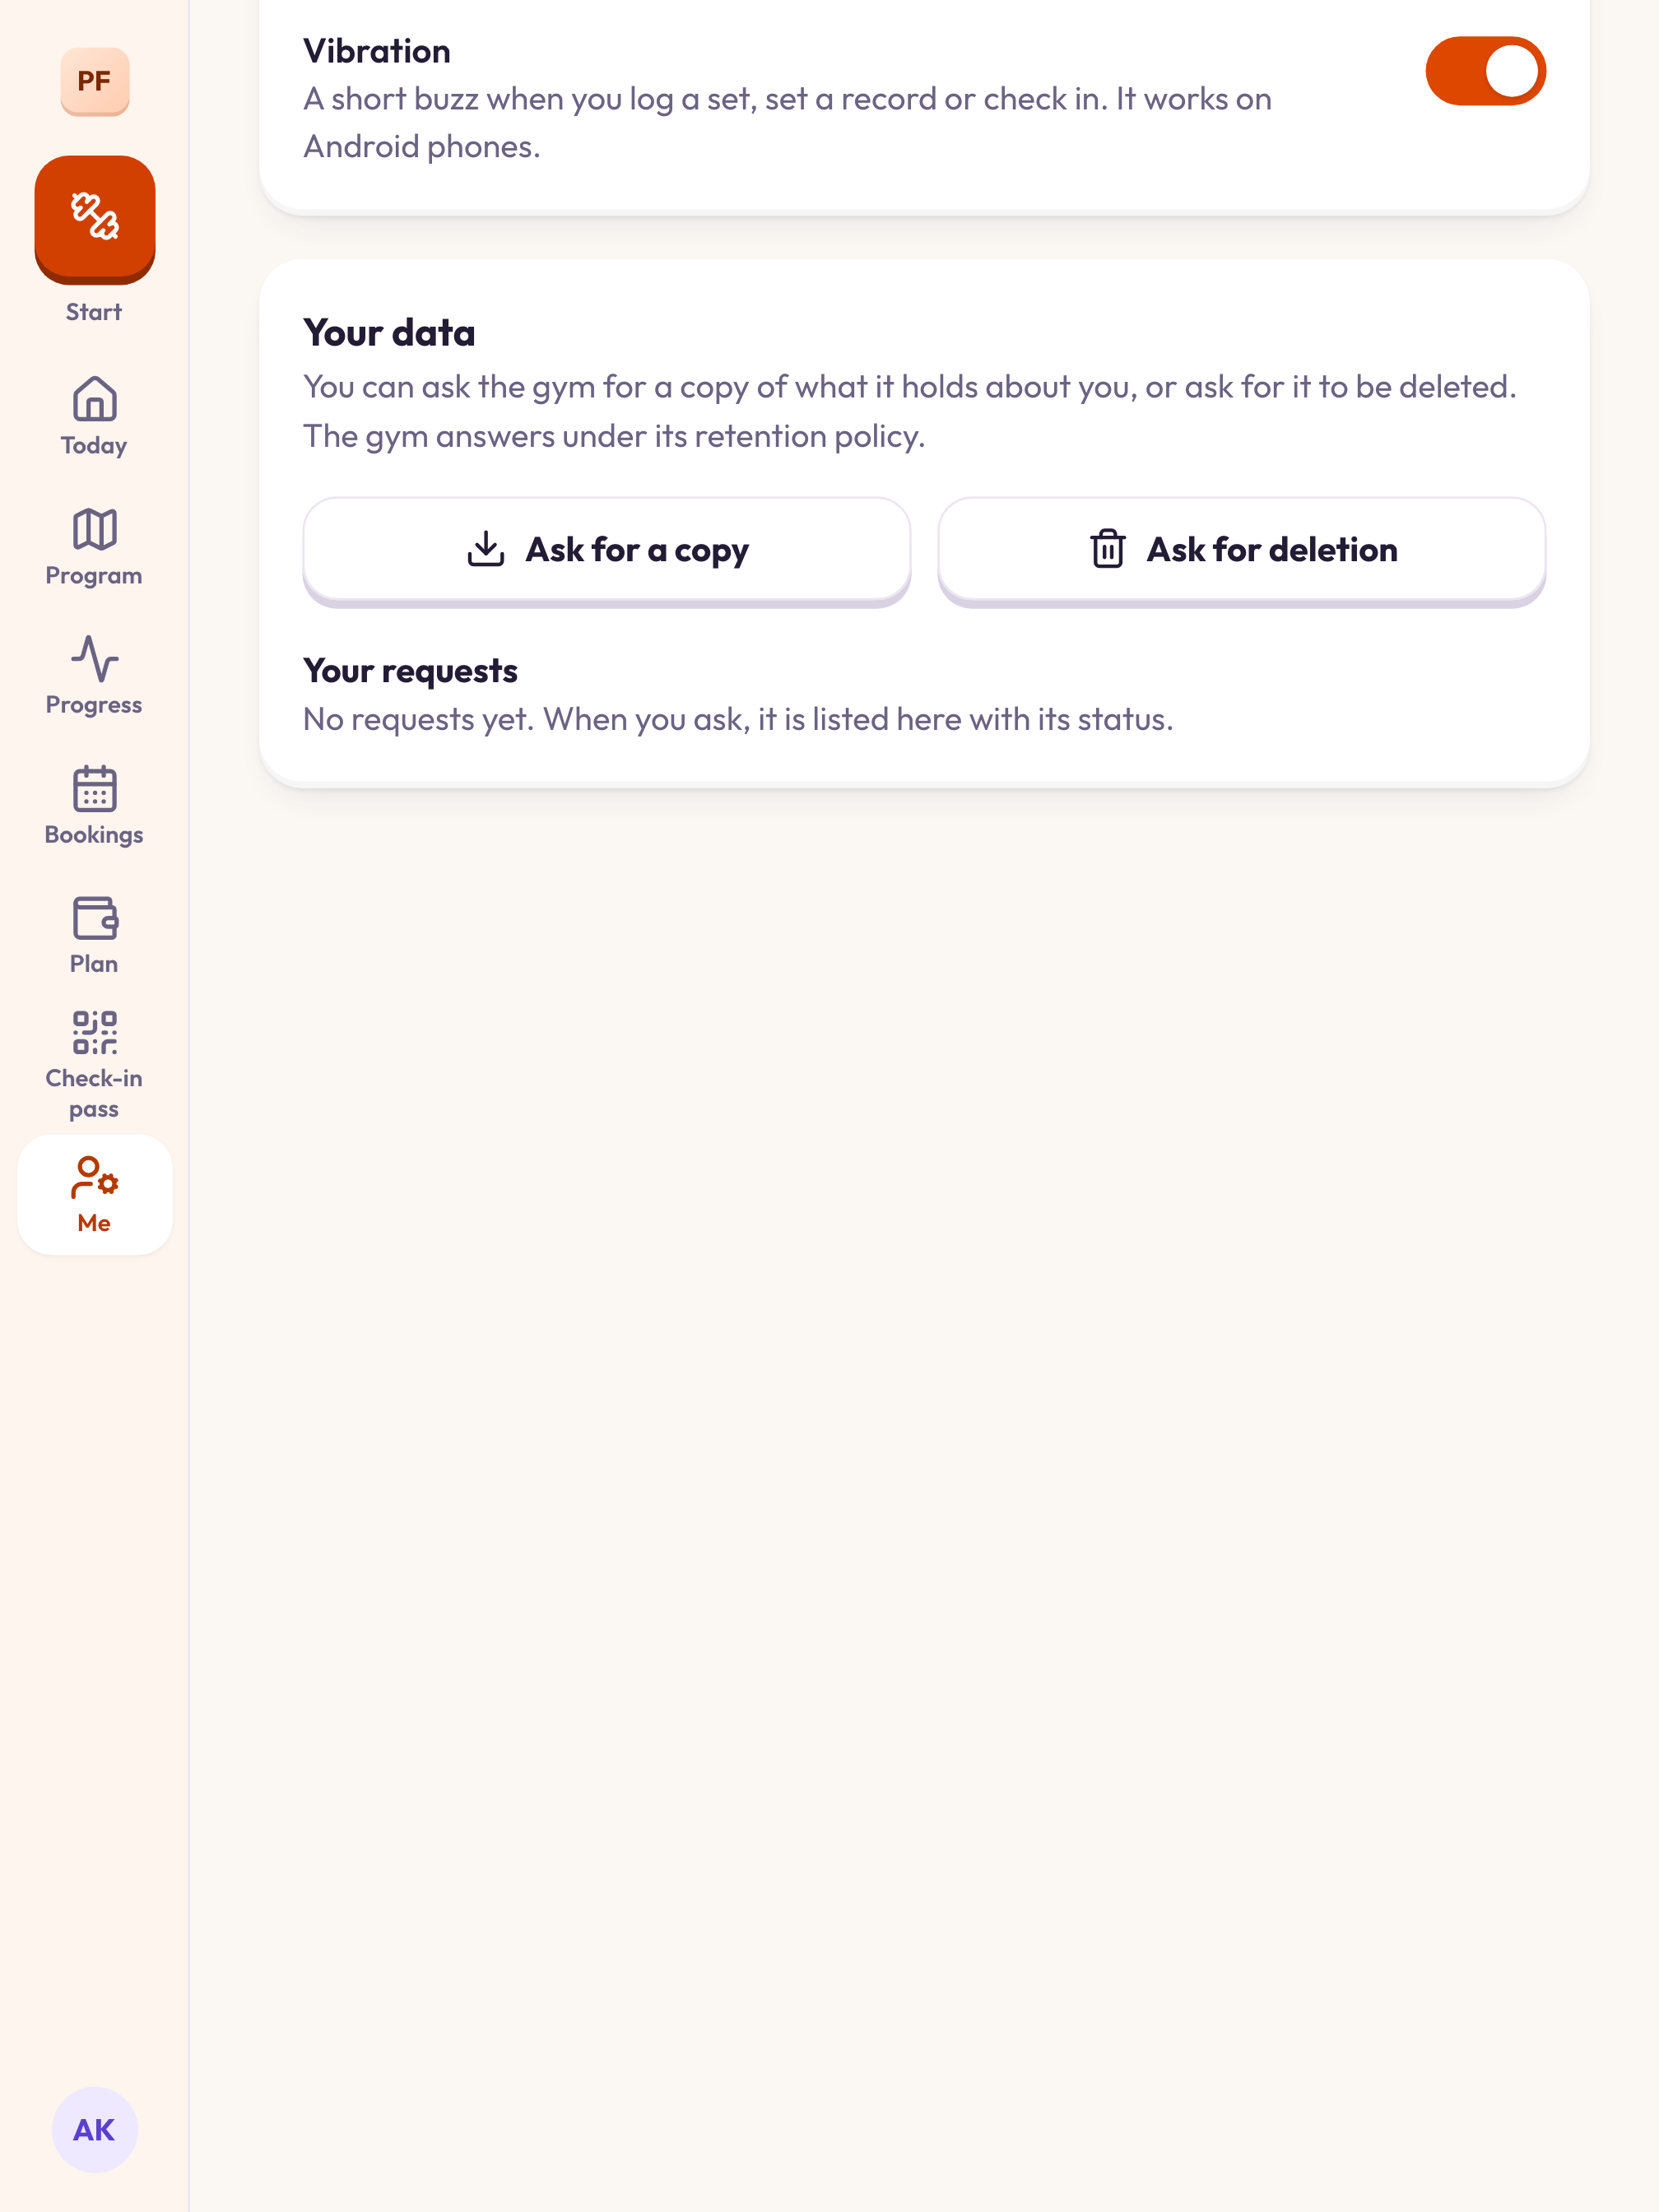 PF
Start
Today
Program
Progress
Bookings
Plan
Check-in
pass
Me
AK
Vibration
A short buzz when you log a set, set a record or check in. It works on
Android phones.
Your data
You can ask the gym for a copy of what it holds about you, or ask for it to be deleted.
The gym answers under its retention policy.
Ask for a copy
Ask for deletion
Your requests
No requests yet. When you ask, it is listed here with its status.